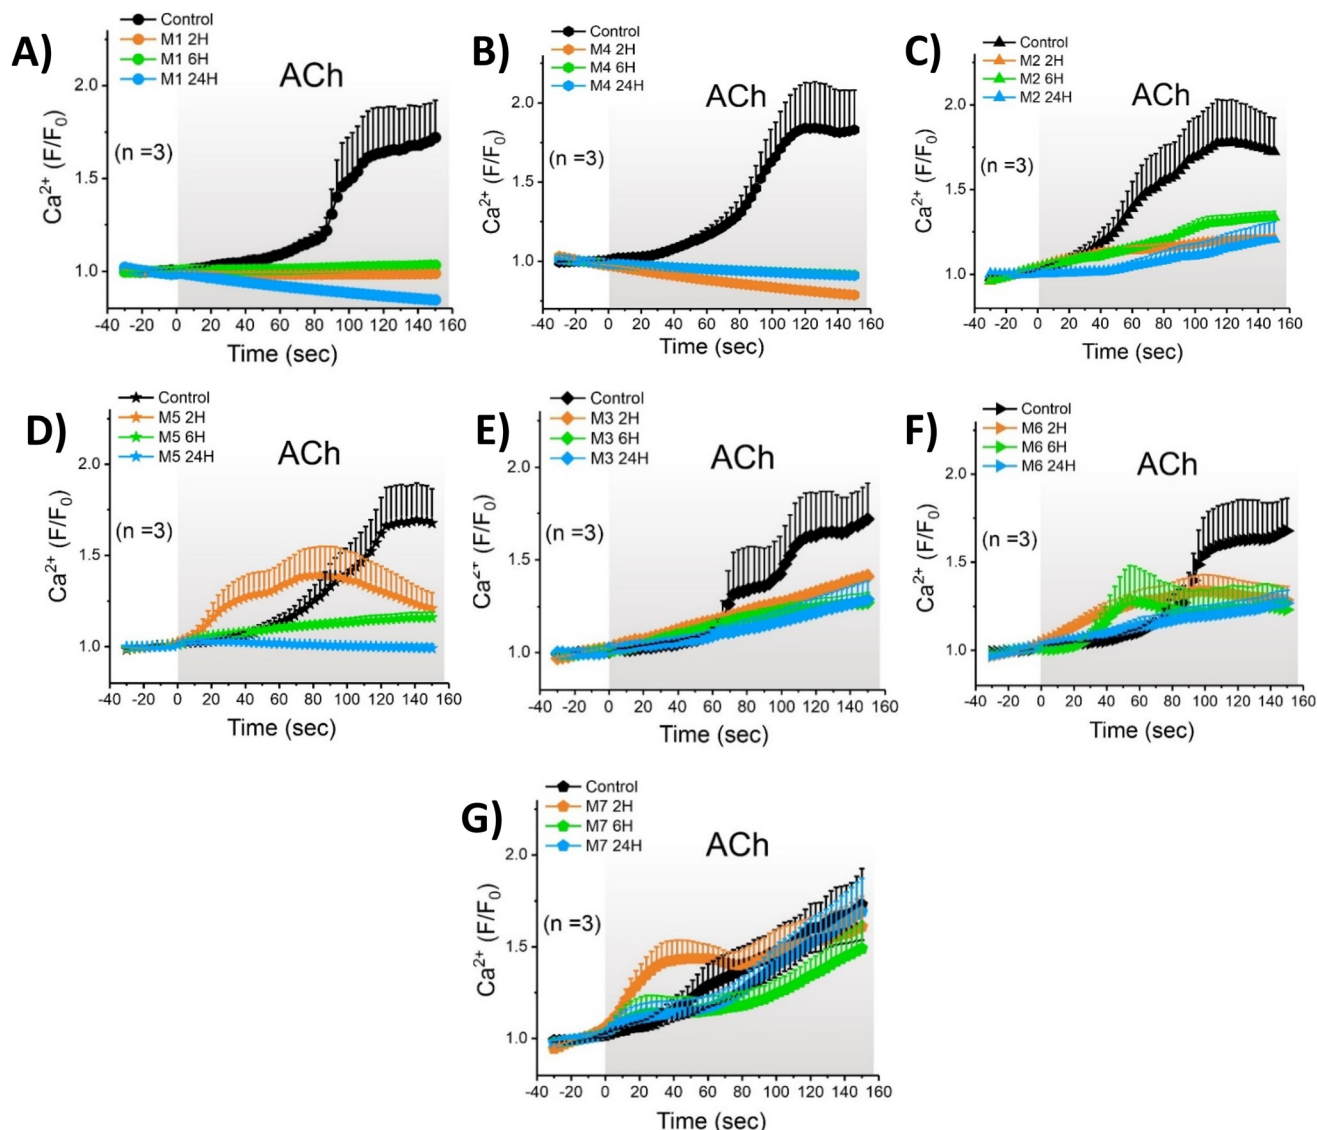 A)
Control
M1 2H
M1 6H
M1 24H
ACh
(n =3)
Ca2+ (F/F0)
2.0
1.5
1.0
-40 -20 0 20 40 60 80 100 120 140 160
Time (sec)
B)
Control
M4 2H
M4 6H
M4 24H
ACh
(n =3)
Ca2+ (F/F0)
2.0
1.5
1.0
-40 -20 0 20 40 60 80 100 120 140 160
Time (sec)
C)
Control
M2 2H
M2 6H
M2 24H
ACh
(n =3)
Ca2+ (F/F0)
2.0
1.5
1.0
-40 -20 0 20 40 60 80 100 120 140 160
Time (sec)
D)
Control
M5 2H
M5 6H
M5 24H
ACh
(n =3)
Ca2+ (F/F0)
2.0
1.5
1.0
-40 -20 0 20 40 60 80 100 120 140 160
Time (sec)
E)
Control
M3 2H
M3 6H
M3 24H
ACh
(n =3)
Ca2+ (F/F0)
2.0
1.5
1.0
-40 -20 0 20 40 60 80 100 120 140 160
Time (sec)
F)
Control
M6 2H
M6 6H
M6 24H
ACh
(n =3)
Ca2+ (F/F0)
2.0
1.5
1.0
-40 -20 0 20 40 60 80 100 120 140 160
Time (sec)
G)
Control
M7 2H
M7 6H
M7 24H
ACh
(n =3)
Ca2+ (F/F0)
2.0
1.5
1.0
-40 -20 0 20 40 60 80 100 120 140 160
Time (sec)